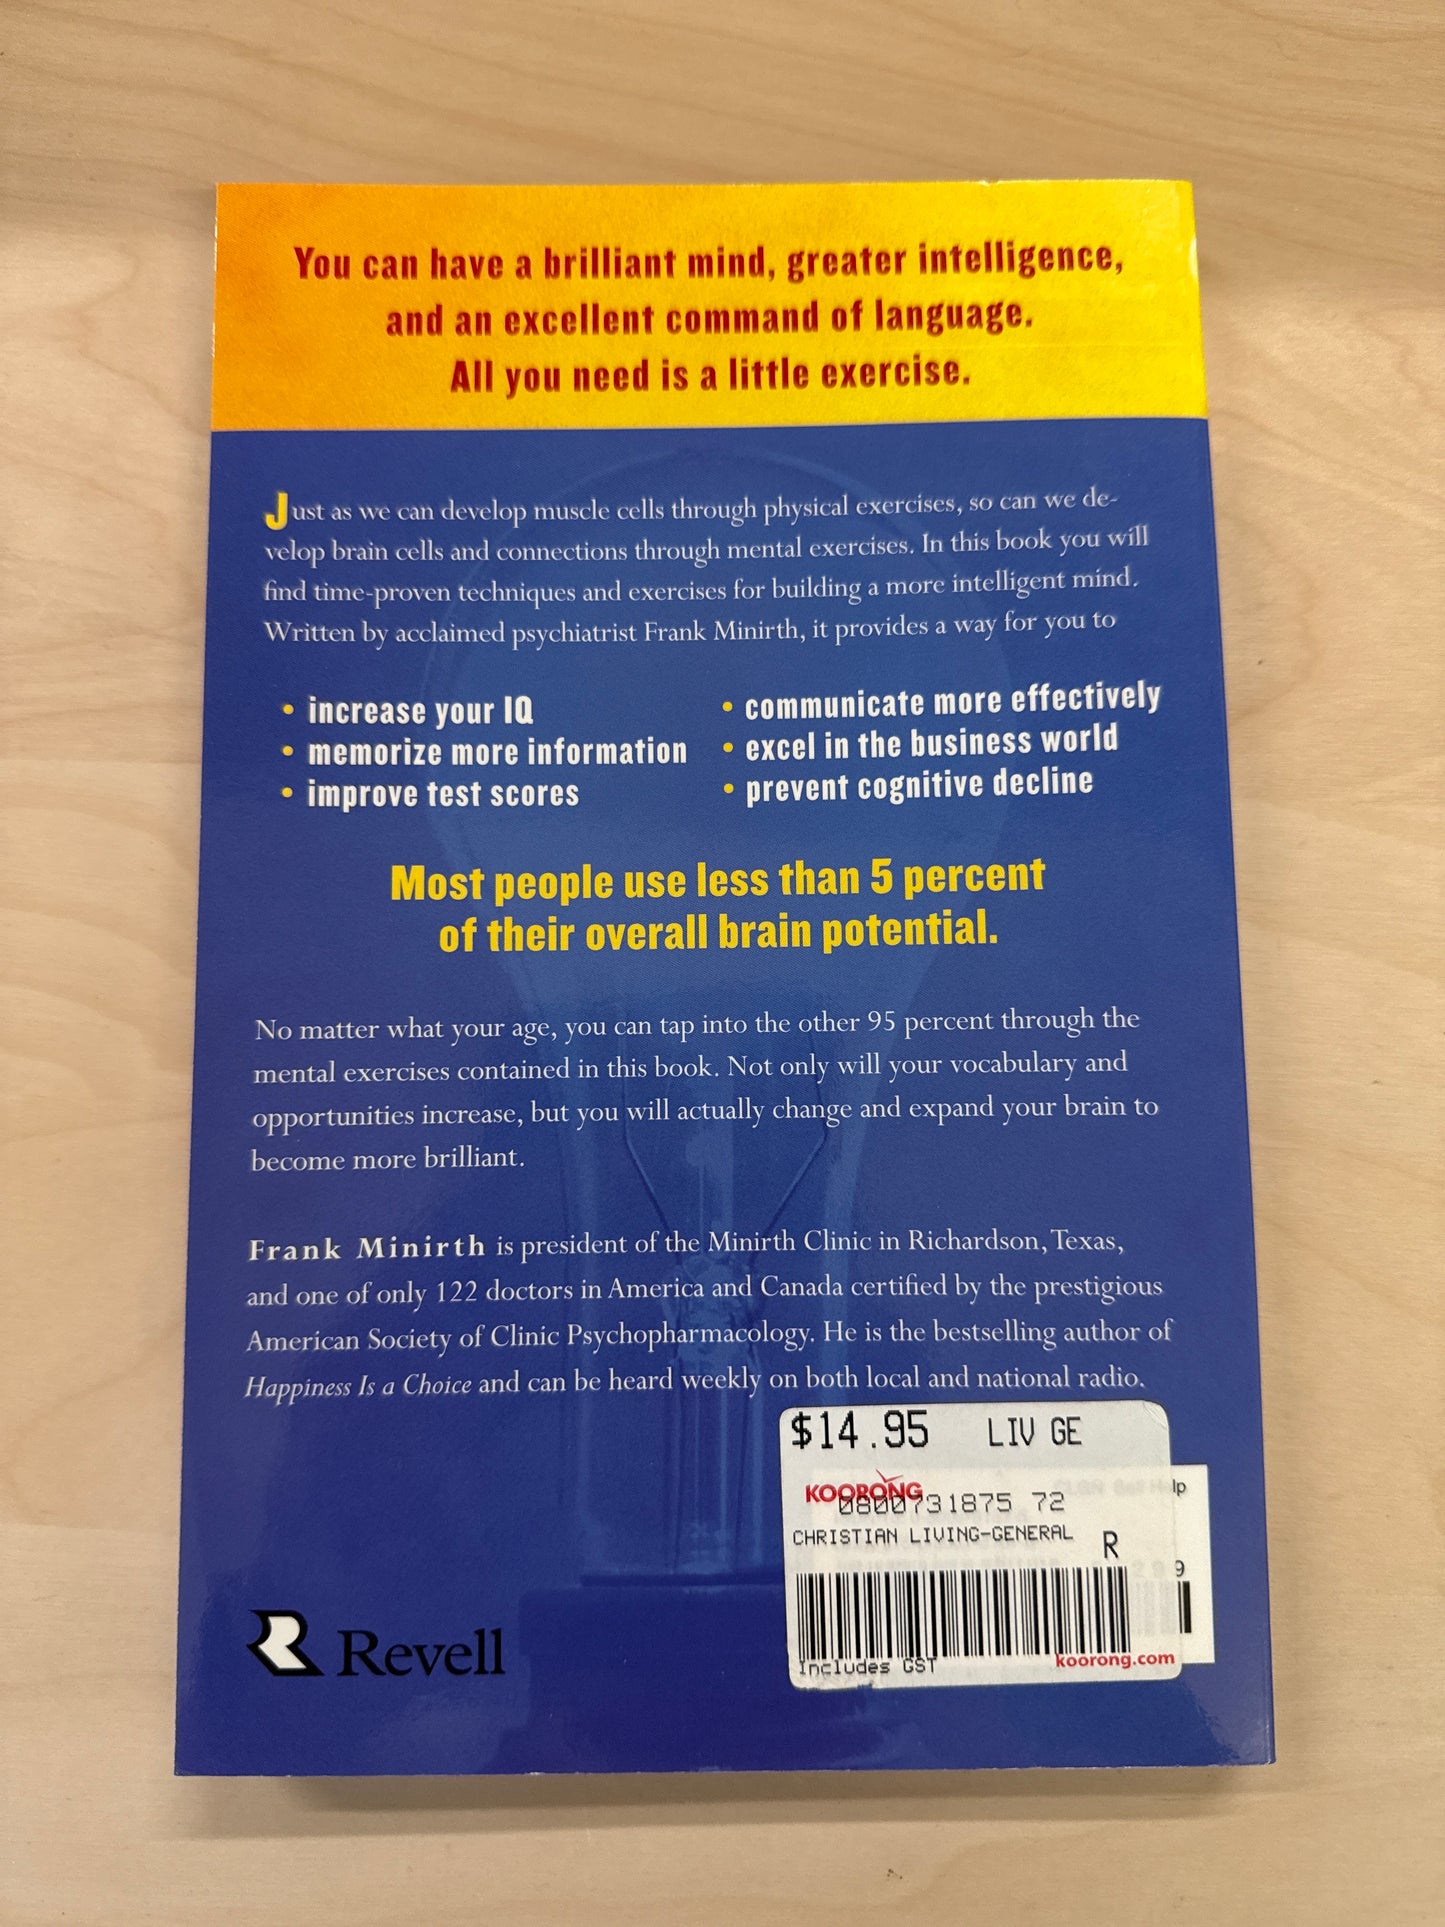 You can have a brilliant mind, greater intelligence,
and an excellent command of language.
All you need is a little exercise.
Just as we can develop muscle cells through physical exercises, so can we de-
velop brain cells and connections through mental exercises. In this book you will
find time-proven techniques and exercises for building a more intelligent mind.
Written by acclaimed psychiatrist Frank Minirth, it provides a way for you to
• increase your IQ
• memorize more information
• improve test scores
• communicate more effectively
• excel in the business world
• prevent cognitive decline
Most people use less than 5 percent
of their overall brain potential.
No matter what your age, you can tap into the other 95 percent through the
mental exercises contained in this book. Not only will your vocabulary and
opportunities increase, but you will actually change and expand your brain to
become more brilliant.
Frank Minirth is president of the Minirth Clinic in Richardson, Texas,
and one of only 122 doctors in America and Canada certified by the prestigious
American Society of Clinic Psychopharmacology. He is the bestselling author of
Happiness Is a Choice and can be heard weekly on both local and national radio.
$14.95 LIV GE
KOORONG
0800731875 72
CHRISTIAN LIVING-GENERAL
R
Includes GST
koorong.com
lp
9
R Revell